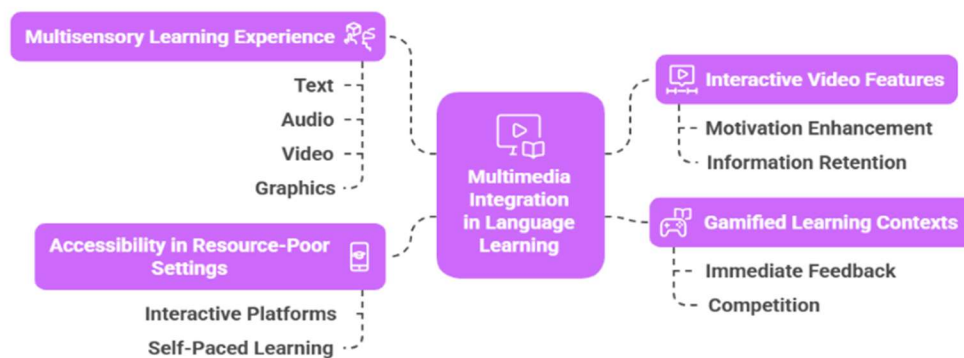 Multisensory Learning Experience
Text
Audio
Video
Graphics
Accessibility in Resource-Poor
Settings
Interactive Platforms
Self-Paced Learning
Multimedia
Integration
in Language
Learning
Interactive Video Features
Motivation Enhancement
Information Retention
Gamified Learning Contexts
Immediate Feedback
Competition